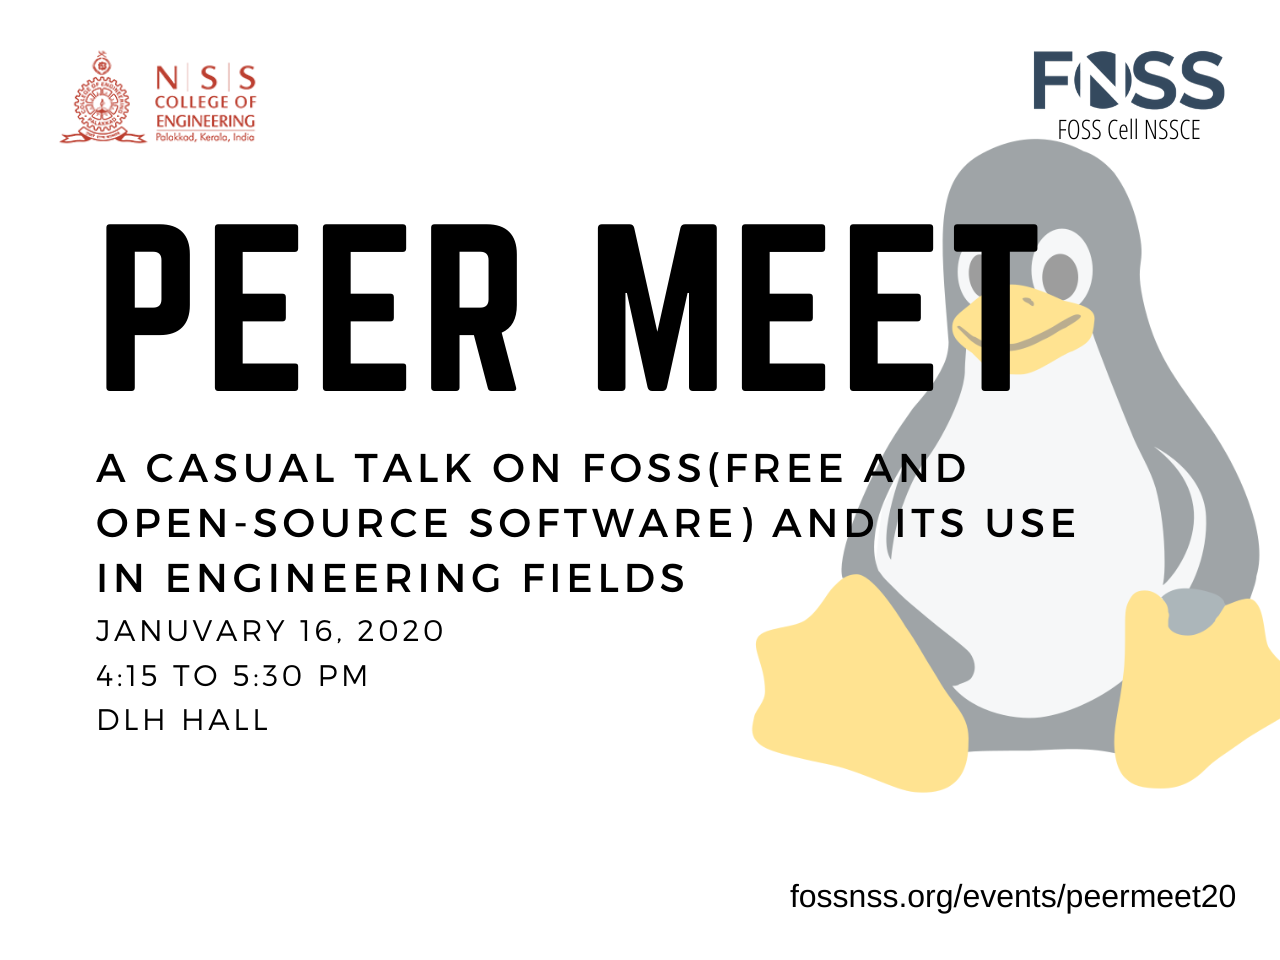 N|S|S
COLLEGE OF
ENGINEERING
Palakkad, Kerala, India
FOSS
FOSS Cell NSSCE
PEER MEET
A CASUAL TALK ON FOSS(FREE AND
OPEN-SOURCE SOFTWARE) AND ITS USE
IN ENGINEERING FIELDS
JANUVARY 16, 2020
4:15 TO 5:30 PM
DLH HALL
fossnss.org/events/peermeet20